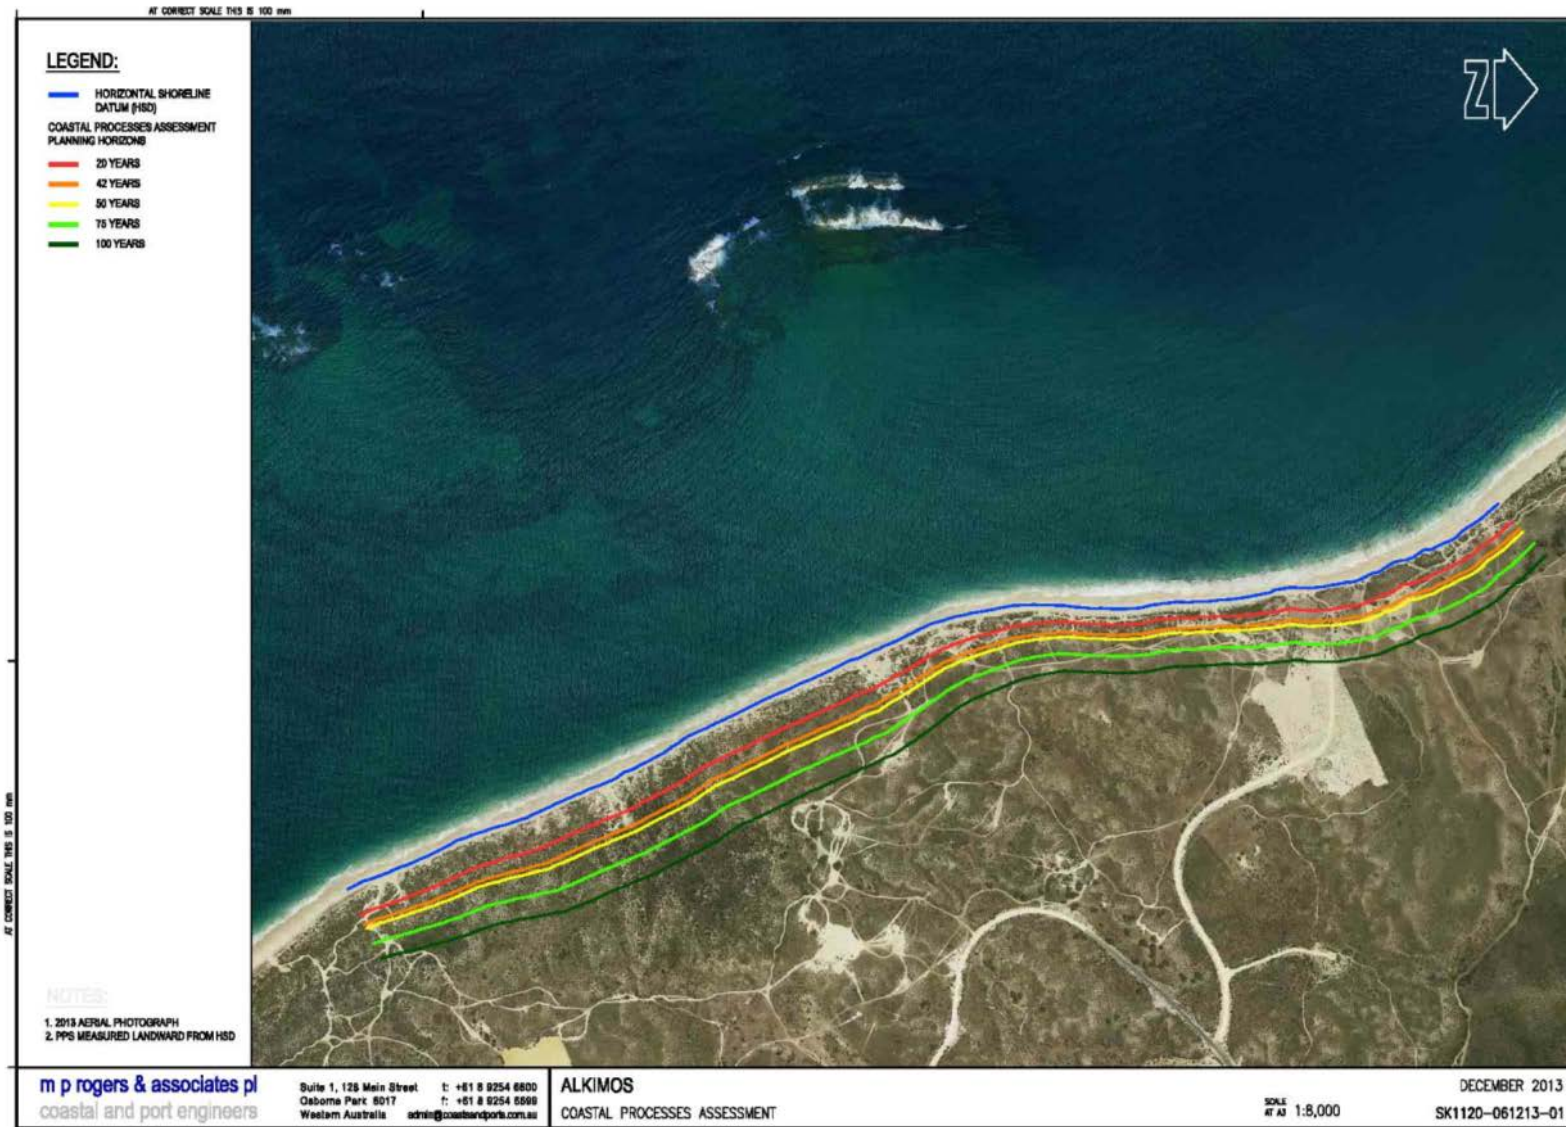 AT CORRECT SCALE THIS IS 100 mm
LEGEND:
HORIZONTAL SHORELINE
DATUM (HSD)
COASTAL PROCESSES ASSESSMENT
PLANNING HORIZONS
20 YEARS
42 YEARS
50 YEARS
75 YEARS
100 YEARS
Z
AT CORRECT SCALE THIS IS 100 mm
NOTES:
1. 2013 AERIAL PHOTOGRAPH
2. PPS MEASURED LANDWARD FROM HSD
m p rogers & associates pl
coastal and port engineers
Suite 1, 128 Main Street t: +61 8 9254 6600
Osborne Park 6017 f: +61 8 9254 6699
Western Australia admin@coastsandports.com.au
ALKIMOS
COASTAL PROCESSES ASSESSMENT
SCALE
AT A3 1:8,000
DECEMBER 2013
SK1120-061213-01